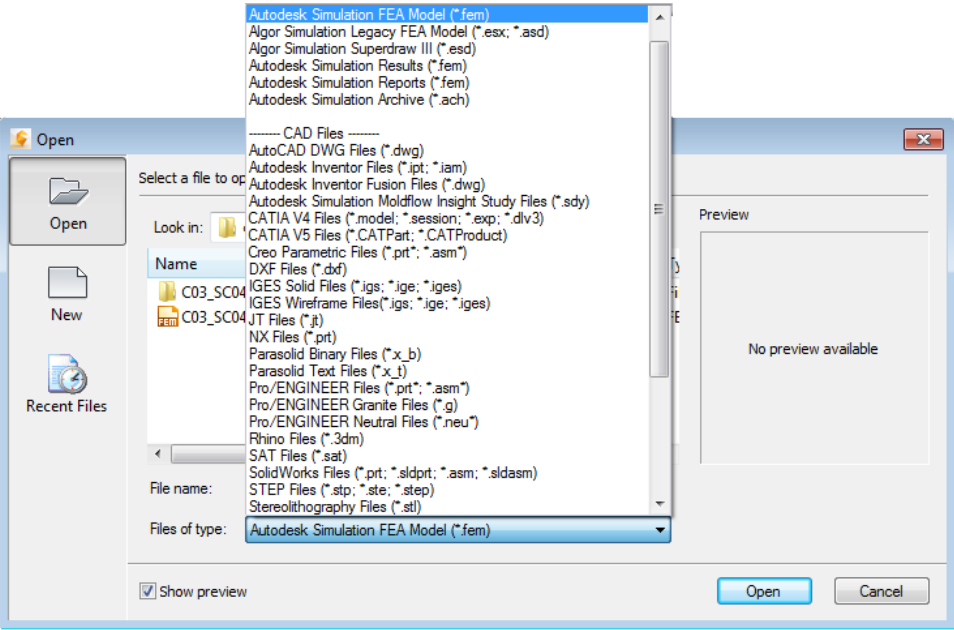 Autodesk Simulation FEA Model (*.fem)
Algor Simulation Legacy FEA Model (*.esx; *.asd)
Algor Simulation Superdraw III (*.esd)
Autodesk Simulation Results (*.fem)
Autodesk Simulation Reports (*.fem)
Autodesk Simulation Archive (*.ach)
-------- CAD Files --------
AutoCAD DWG Files (*.dwg)
Autodesk Inventor Files (*.ipt; *.iam)
Autodesk Inventor Fusion Files (*.dwg)
Autodesk Simulation Moldflow Insight Study Files (*.sdy)
CATIA V4 Files (*.model; *.session; *.exp; *.dlv3)
CATIA V5 Files (*.CATPart; *.CATProduct)
Creo Parametric Files (*.prt*; *.asm*)
DXF Files (*.dxf)
IGES Solid Files (*.igs; *.ige; *.iges)
IGES Wireframe Files(*.igs; *.ige; *.iges)
JT Files (*.jt)
NX Files (*.prt)
Parasolid Binary Files (*.x_b)
Parasolid Text Files (*.x_t)
Pro/ENGINEER Files (*.prt*; *.asm*)
Pro/ENGINEER Granite Files (*.g)
Pro/ENGINEER Neutral Files (*.neu*)
Rhino Files (*.3dm)
SAT Files (*.sat)
SolidWorks Files (*.prt; *.sldprt; *.asm; *.sldasm)
STEP Files (*.stp; *.ste; *.step)
Stereolithography Files (*.stl)
Open
Open
New
Recent Files
Select a file to op
Look in:
Name
C03_SC04
FEM C03_SC04
File name:
Files of type: Autodesk Simulation FEA Model (*.fem)
Preview
No preview available
Show preview
Open Cancel